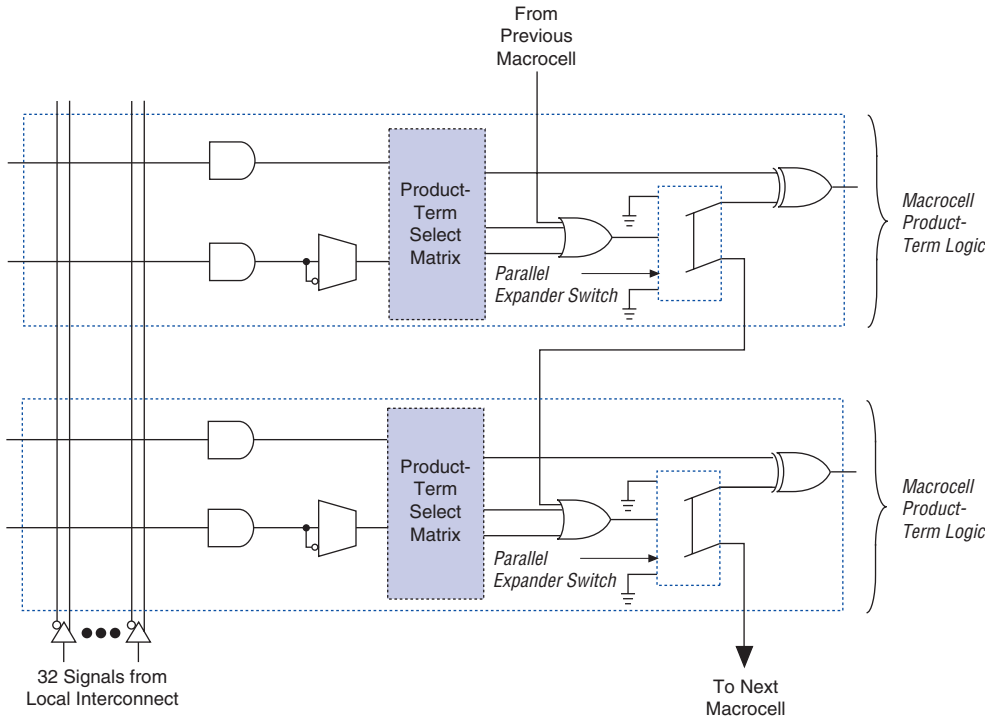 From
Previous
Macrocell
Product-
Term
Select
Matrix
Macrocell
Product-
Term Logic
Parallel
Expander Switch
Product-
Term
Select
Matrix
Macrocell
Product-
Term Logic
Parallel
Expander Switch
32 Signals from
Local Interconnect
To Next
Macrocell